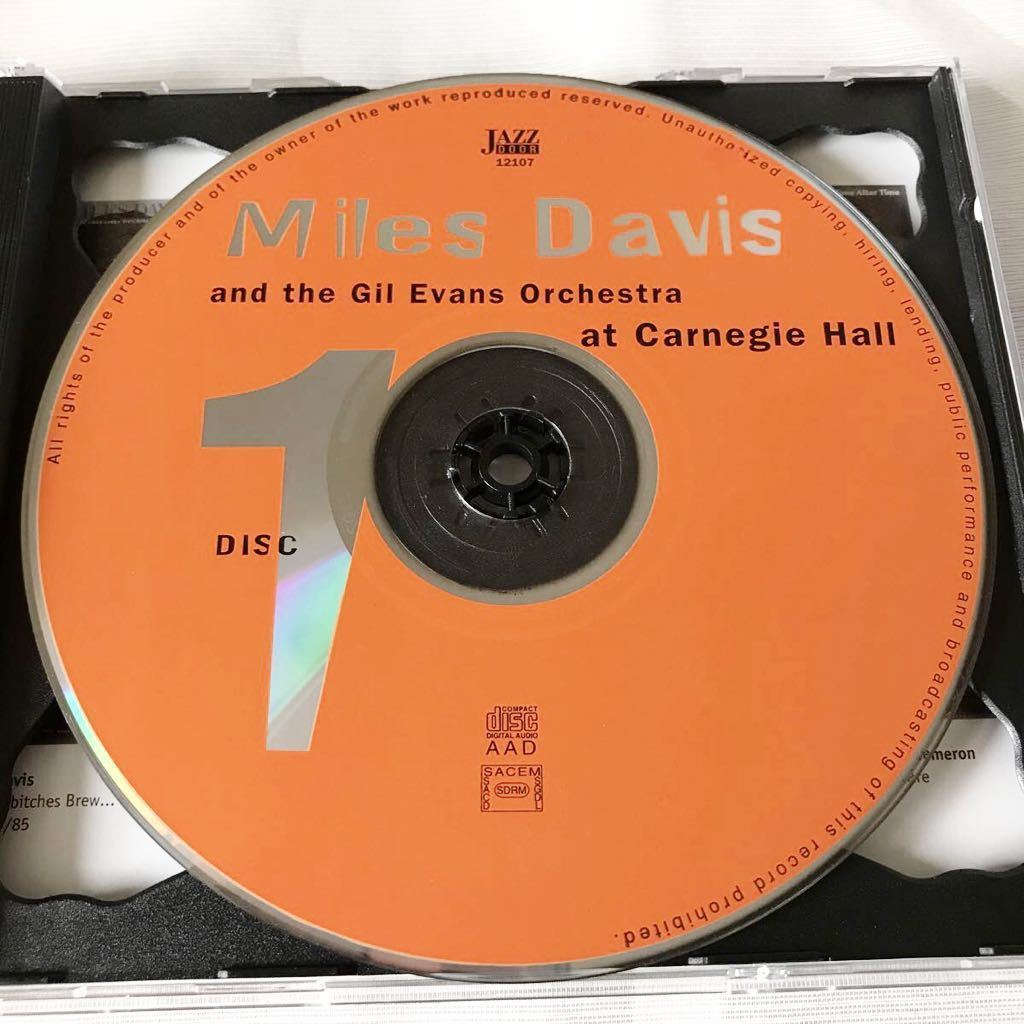 All rights of the producer and of the owner of the work reproduced reserved. Unauthorized copying, hiring, lending, public performance and broadcasting of this record prohibited.
JAZZ
DOOR
12107
Miles Davis
and the Gil Evans Orchestra
at Carnegie Hall
1
DISC
COMPACT
disc
DIGITAL AUDIO
AAD
SACEM
SACD
SDRM
SGDL
After Time
vis
bitches Brew...
/85
ameron